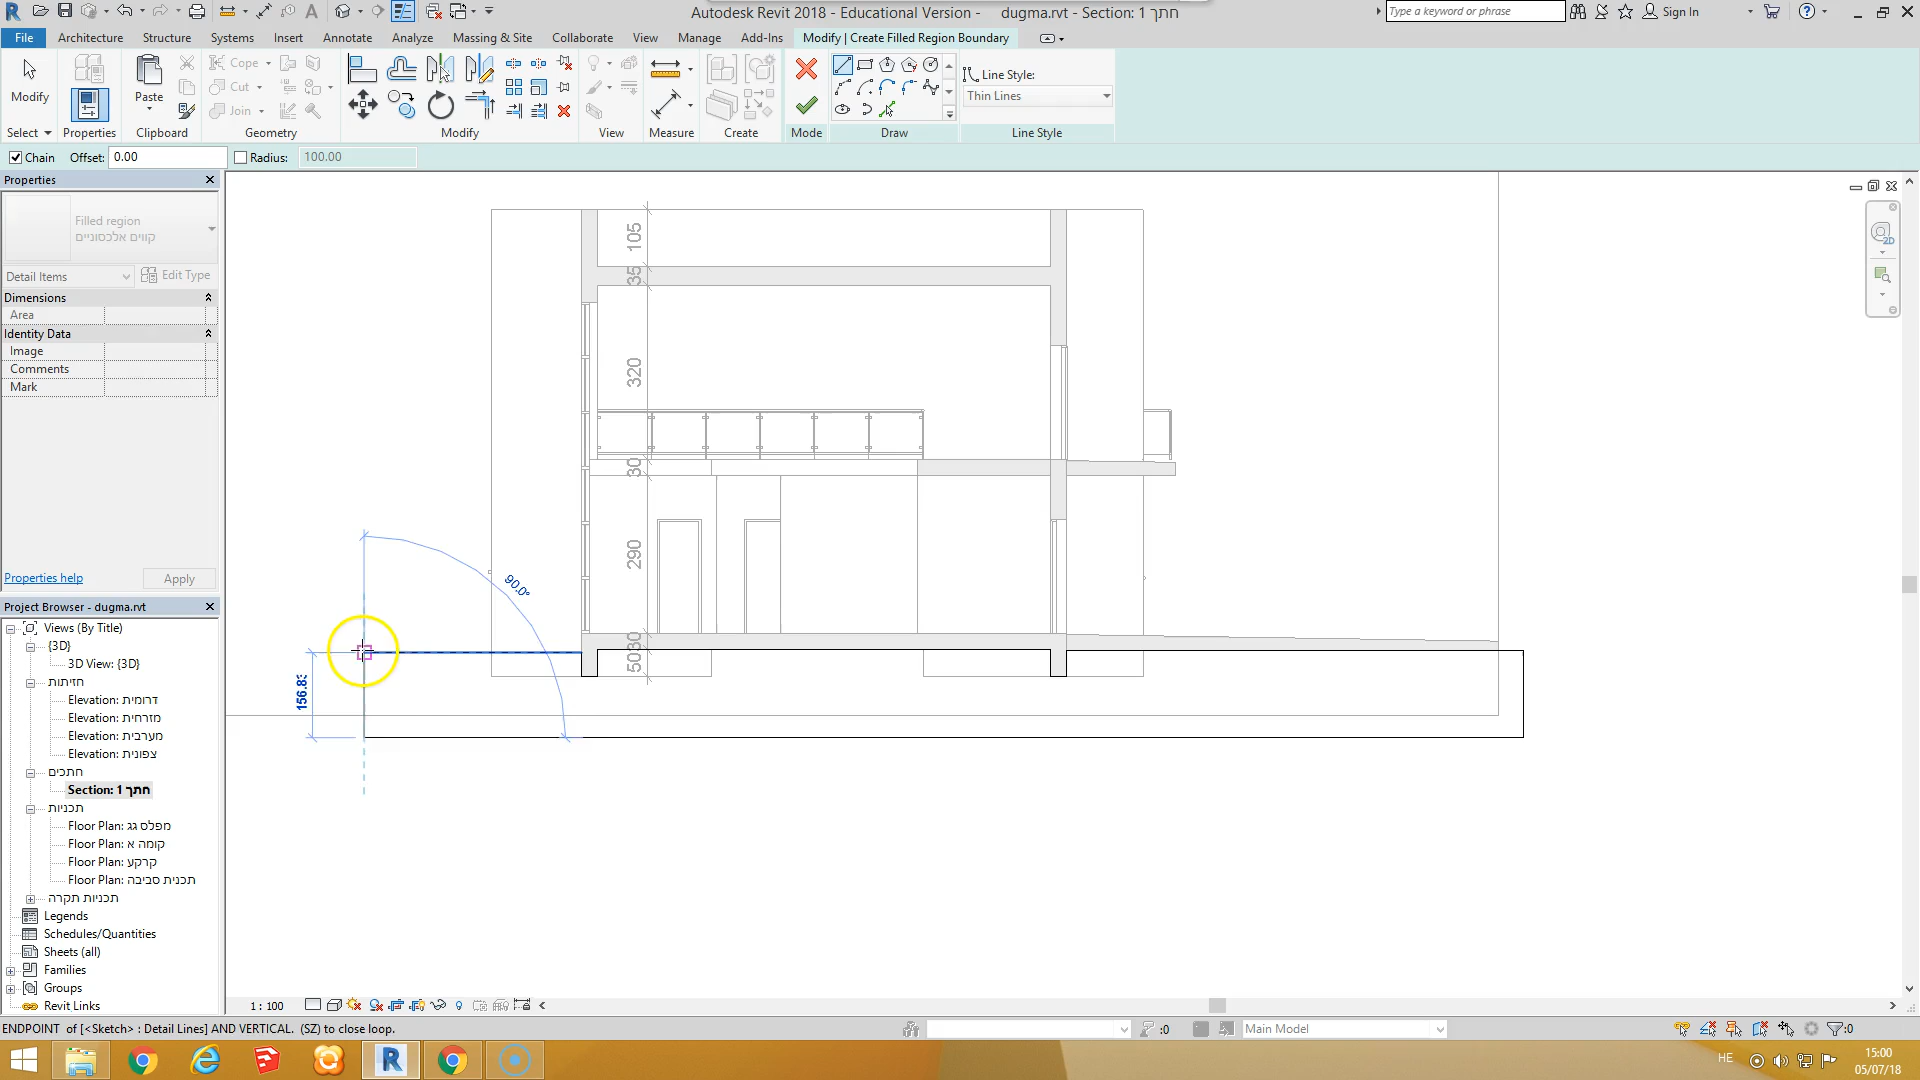 Autodesk Revit 2018 - Educational Version - dugma.rvt - Section: חתך 1
Type a keyword or phrase
Sign In
File Architecture Structure Systems Insert Annotate Analyze Massing & Site Collaborate View Manage Add-Ins Modify | Create Filled Region Boundary
Modify
Paste
Cope
Cut
Join
Line Style:
Thin Lines
Select Properties Clipboard Geometry Modify View Measure Create Mode Draw Line Style
Chain Offset: 0.00 Radius: 100.00
Properties
Filled region
קווים אלכסוניים
Detail Items
Edit Type
Dimensions
Area
Identity Data
Image
Comments
Mark
Properties help
Apply
Project Browser - dugma.rvt
Views (By Title)
{3D}
3D View: {3D}
חזיתות
Elevation: דרומית
Elevation: מזרחית
Elevation: מערבית
Elevation: צפונית
חתכים
Section: חתך 1
תכניות
Floor Plan: מפלס גג
Floor Plan: קומה א
Floor Plan: קרקע
Floor Plan: תכנית סביבה
תכניות תקרה
Legends
Schedules/Quantities
Sheets (all)
Families
Groups
Revit Links
105
35
320
30
290
30
50
90.0°
156.83
2D
1 : 100
ENDPOINT of [<Sketch> : Detail Lines] AND VERTICAL. (SZ) to close loop.
:0
Main Model
:0
HE
15:00
05/07/18